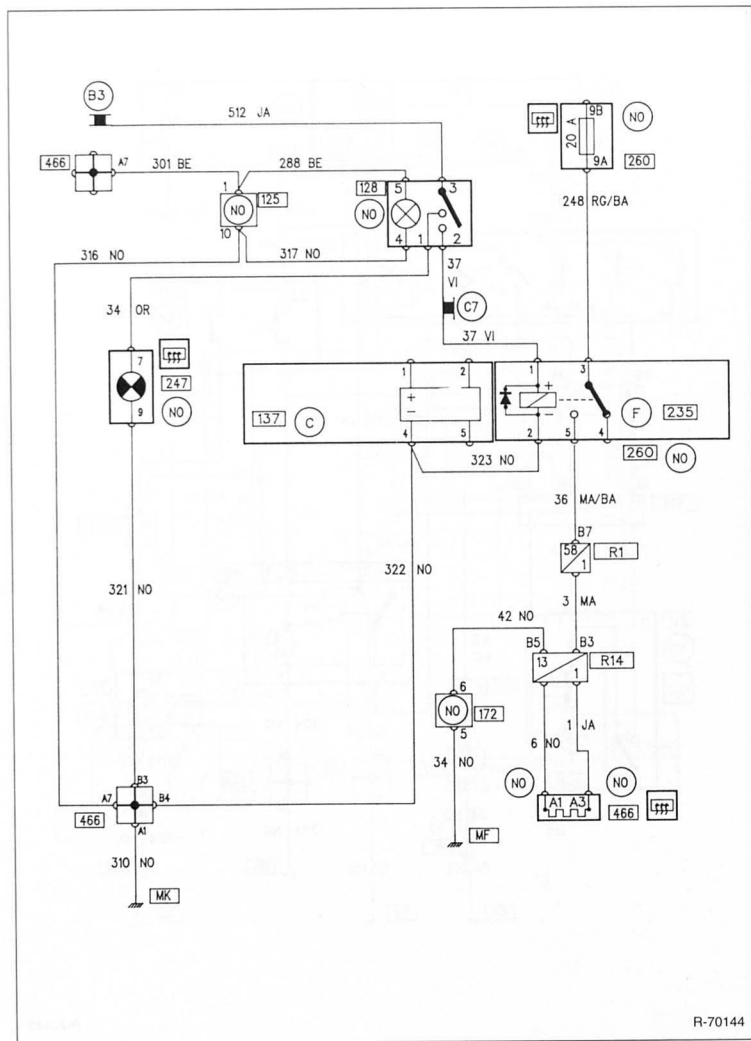 B3
512 JA
9B
NO
20 A
9A
260
466
A7
301 BE
288 BE
1
125
NO
10
128
5
3
NO
4
1
2
248 RG/BA
316 NO
317 NO
37
VI
C7
37 VI
34 OR
7
247
9
NO
1
2
1
3
+
−
+
−
137
C
F
235
4
5
2
5
4
323 NO
260
NO
36 MA/BA
B7
58
1
R1
321 NO
322 NO
3 MA
42 NO
B5
B3
13
1
R14
6
NO
172
5
6 NO
1 JA
34 NO
NO
NO
A1 A3
466
MF
B3
A7
B4
466
A1
310 NO
MK
R-70144